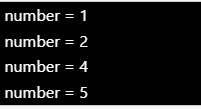 number = 1
number = 2
number = 4
number = 5